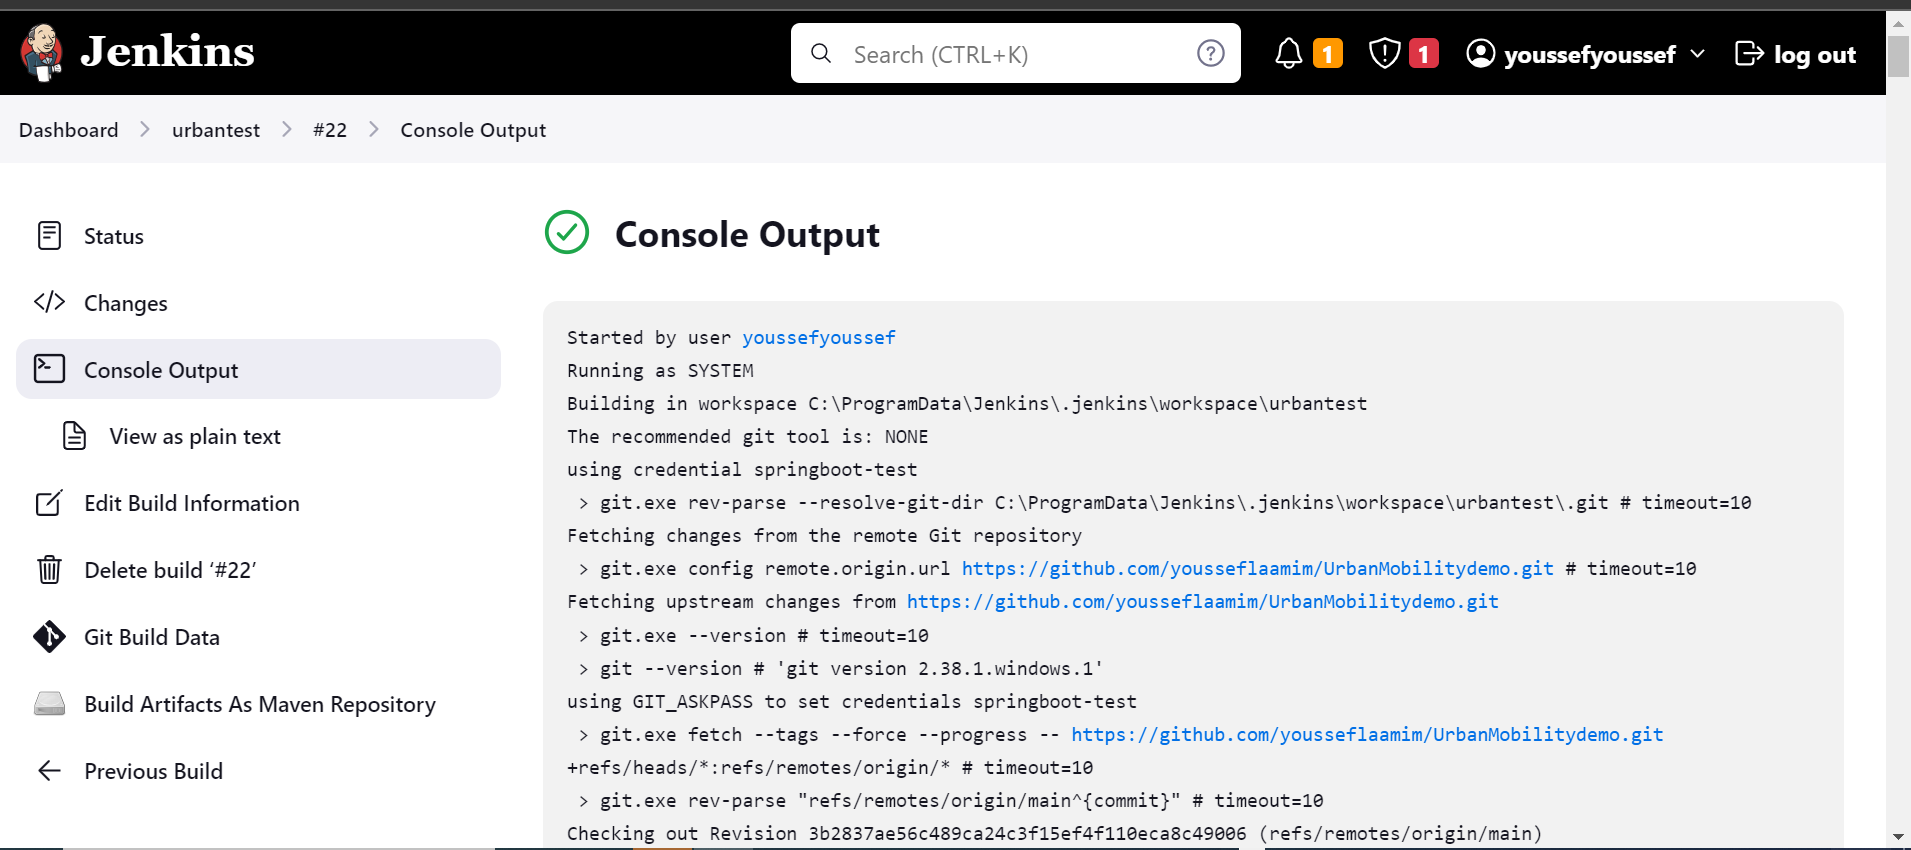 Jenkins
Search (CTRL+K)
1
1
youssefyoussef
log out
Dashboard
urbantest
#22
Console Output
Status
Changes
Console Output
View as plain text
Edit Build Information
Delete build ‘#22’
Git Build Data
Build Artifacts As Maven Repository
Previous Build
Console Output
Started by user youssefyoussef
Running as SYSTEM
Building in workspace C:\ProgramData\Jenkins\.jenkins\workspace\urbantest
The recommended git tool is: NONE
using credential springboot-test
> git.exe rev-parse --resolve-git-dir C:\ProgramData\Jenkins\.jenkins\workspace\urbantest\.git # timeout=10
Fetching changes from the remote Git repository
> git.exe config remote.origin.url https://github.com/yousseflaamim/UrbanMobilitydemo.git # timeout=10
Fetching upstream changes from https://github.com/yousseflaamim/UrbanMobilitydemo.git
> git.exe --version # timeout=10
> git --version # 'git version 2.38.1.windows.1'
using GIT_ASKPASS to set credentials springboot-test
> git.exe fetch --tags --force --progress -- https://github.com/yousseflaamim/UrbanMobilitydemo.git
+refs/heads/*:refs/remotes/origin/* # timeout=10
> git.exe rev-parse "refs/remotes/origin/main^{commit}" # timeout=10
Checking out Revision 3b2837ae56c489ca24c3f15ef4f110eca8c49006 (refs/remotes/origin/main)